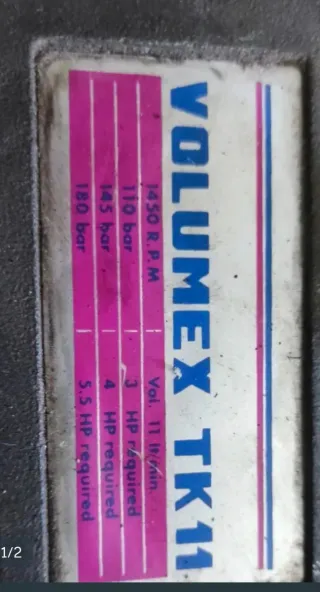 VOLUMEX TK11
1450 R.P.M Vol. 11 lt/min.
110 bar 3 HP required
145 bar 4 HP required
180 bar 5.5 HP required
1/2